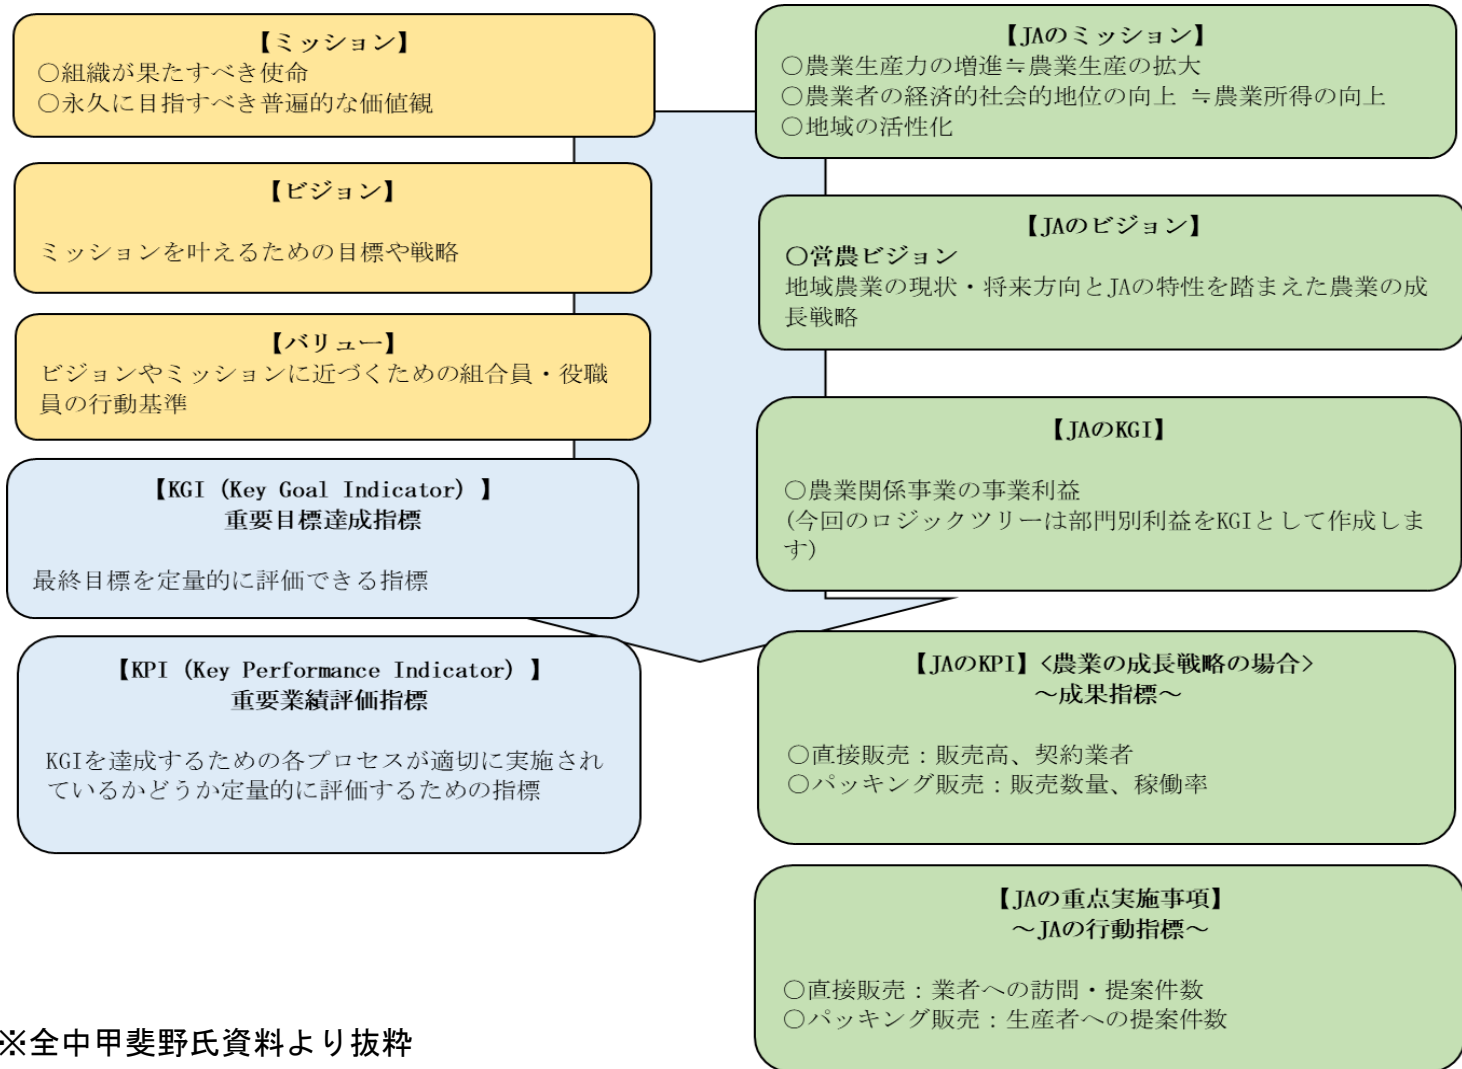 【ミッション】
○組織が果たすべき使命
○永久に目指すべき普遍的な価値観
【ビジョン】
ミッションを叶えるための目標や戦略
【バリュー】
ビジョンやミッションに近づくための組合員・役職
員の行動基準
【KGI (Key Goal Indicator) 】
重要目標達成指標
最終目標を定量的に評価できる指標
【KPI (Key Performance Indicator) 】
重要業績評価指標
KGIを達成するための各プロセスが適切に実施され
ているかどうか定量的に評価するための指標
※全中甲斐野氏資料より抜粋
【JAのミッション】
○農業生産力の増進≒農業生産の拡大
○農業者の経済的社会的地位の向上 ≒農業所得の向上
○地域の活性化
【JAのビジョン】
○営農ビジョン
地域農業の現状・将来方向とJAの特性を踏まえた農業の成
長戦略
【JAのKGI】
○農業関係事業の事業利益
(今回のロジックツリーは部門別利益をKGIとして作成しま
す)
【JAのKPI】<農業の成長戦略の場合>
～成果指標～
○直接販売：販売高、契約業者
○パッキング販売：販売数量、稼働率
【JAの重点実施事項】
～JAの行動指標～
○直接販売：業者への訪問・提案件数
○パッキング販売：生産者への提案件数